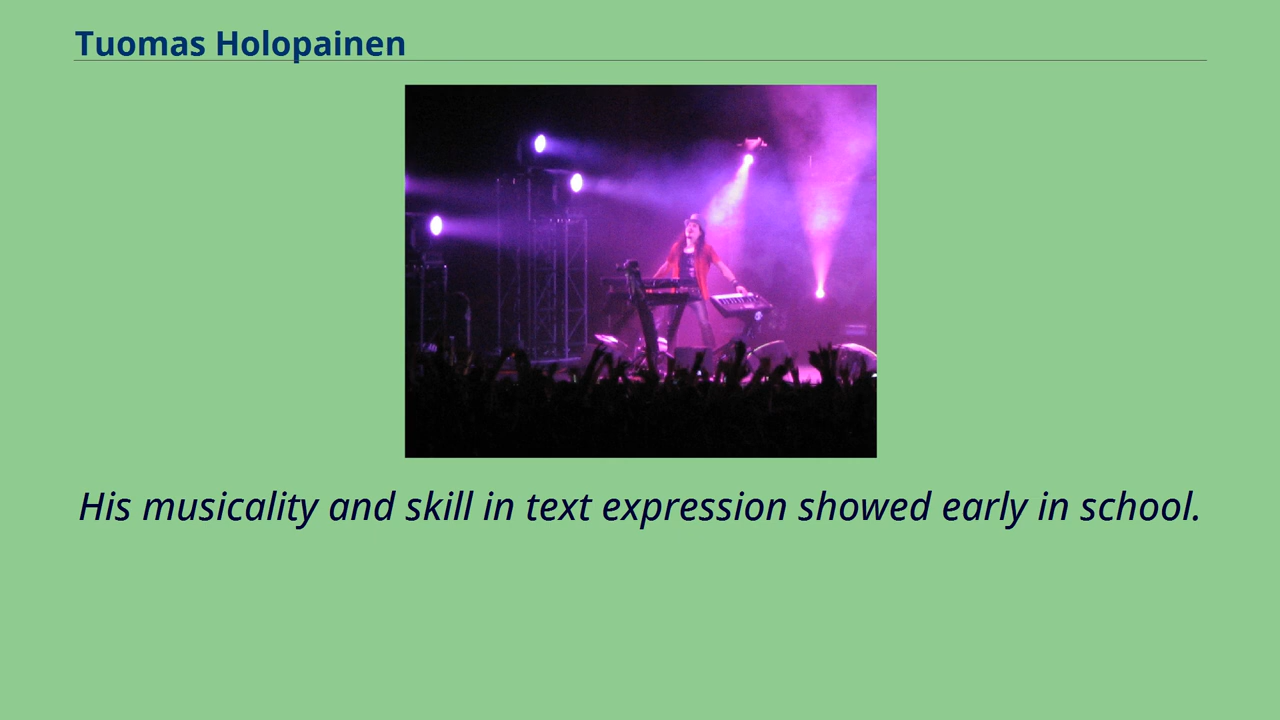 Tuomas Holopainen
His musicality and skill in text expression showed early in school.